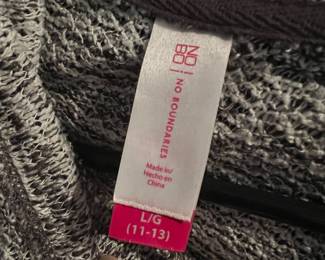 NO
BO
NO BOUNDARIES
Made in/
Hecho en
China
L/G
(11-13)